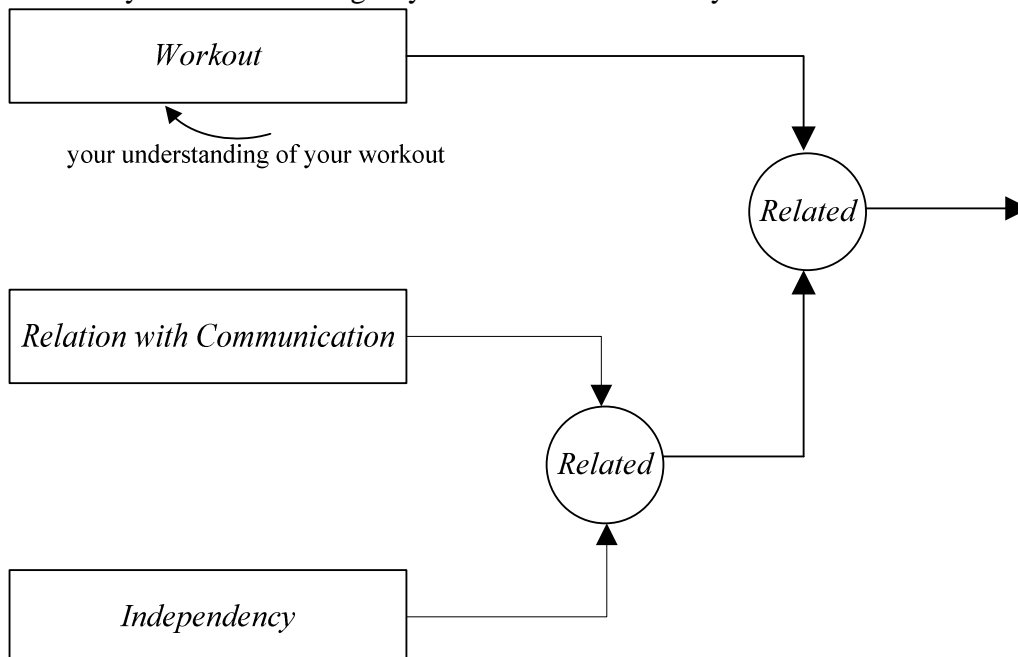 Workout
your understanding of your workout
Related
Relation with Communication
Related
Independency